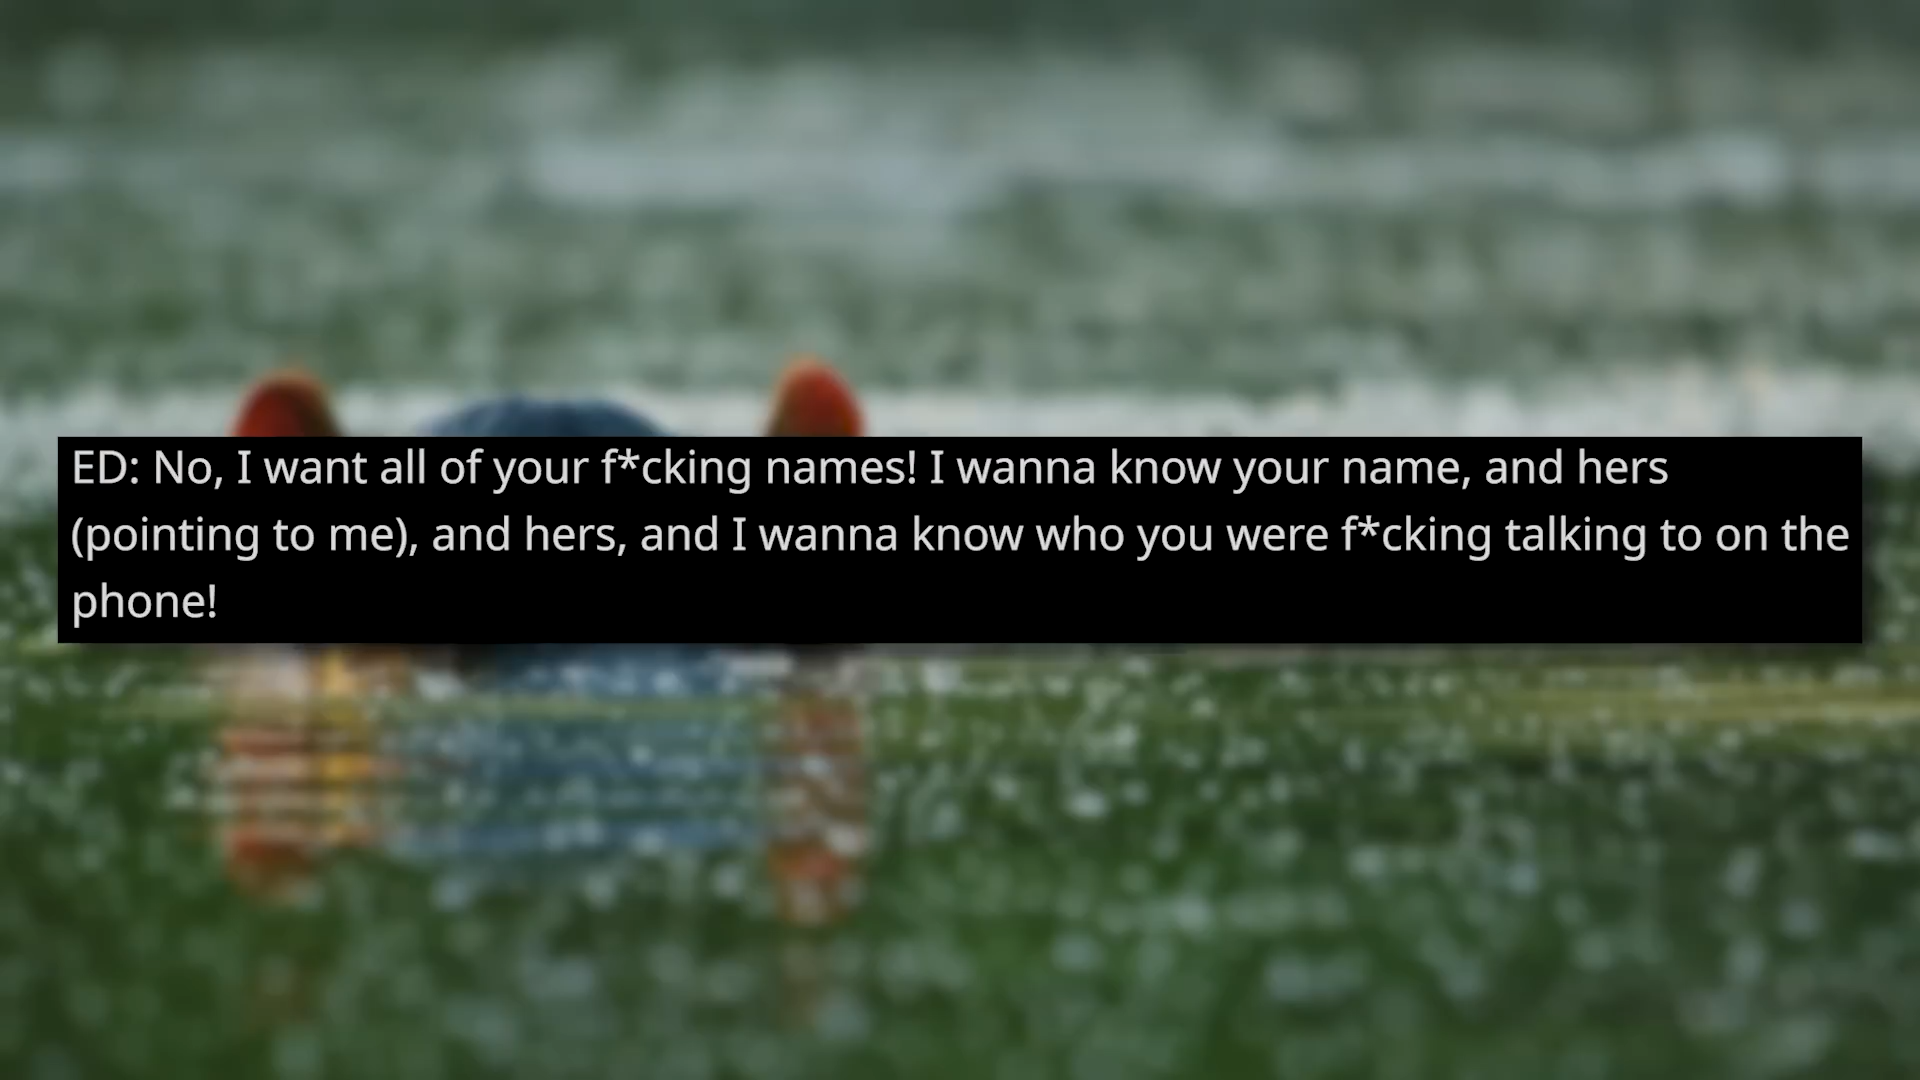 ED: No, I want all of your f*cking names! I wanna know your name, and hers
(pointing to me), and hers, and I wanna know who you were f*cking talking to on the
phone!